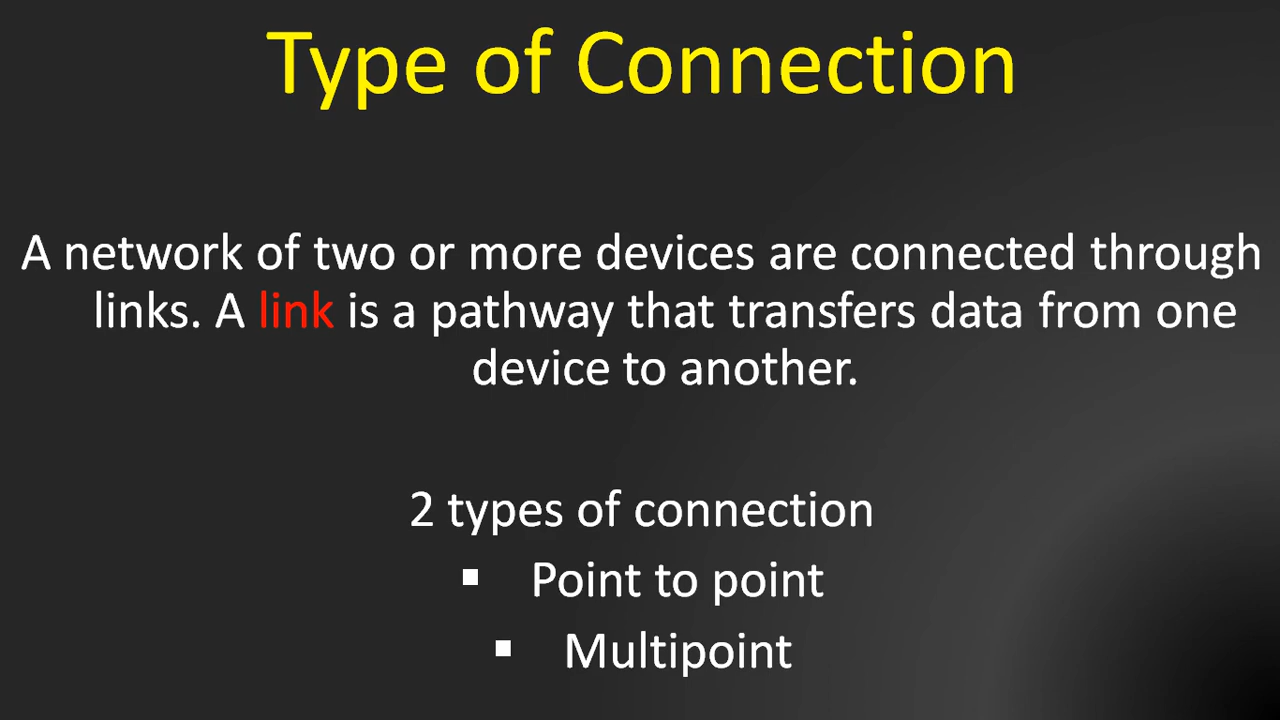 Type of Connection
A network of two or more devices are connected through
links. A link is a pathway that transfers data from one
device to another.
2 types of connection
▪ Point to point
▪ Multipoint